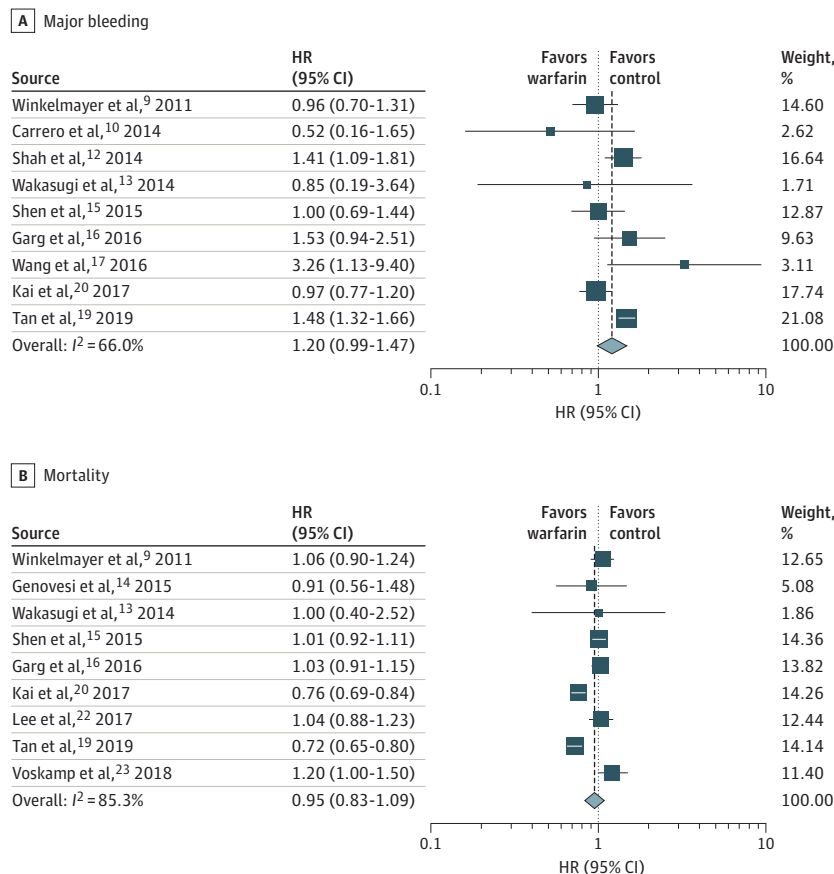 A Major bleeding
Source HR (95% CI) Favors warfarin Favors control Weight, %
Winkelmayer et al,9 2011 0.96 (0.70-1.31) 14.60
Carrero et al,10 2014 0.52 (0.16-1.65) 2.62
Shah et al,12 2014 1.41 (1.09-1.81) 16.64
Wakasugi et al,13 2014 0.85 (0.19-3.64) 1.71
Shen et al,15 2015 1.00 (0.69-1.44) 12.87
Garg et al,16 2016 1.53 (0.94-2.51) 9.63
Wang et al,17 2016 3.26 (1.13-9.40) 3.11
Kai et al,20 2017 0.97 (0.77-1.20) 17.74
Tan et al,19 2019 1.48 (1.32-1.66) 21.08
Overall: I2 = 66.0% 1.20 (0.99-1.47) 100.00
0.1 1 10
HR (95% CI)
B Mortality
Source HR (95% CI) Favors warfarin Favors control Weight, %
Winkelmayer et al,9 2011 1.06 (0.90-1.24) 12.65
Genovesi et al,14 2015 0.91 (0.56-1.48) 5.08
Wakasugi et al,13 2014 1.00 (0.40-2.52) 1.86
Shen et al,15 2015 1.01 (0.92-1.11) 14.36
Garg et al,16 2016 1.03 (0.91-1.15) 13.82
Kai et al,20 2017 0.76 (0.69-0.84) 14.26
Lee et al,22 2017 1.04 (0.88-1.23) 12.44
Tan et al,19 2019 0.72 (0.65-0.80) 14.14
Voskamp et al,23 2018 1.20 (1.00-1.50) 11.40
Overall: I2 = 85.3% 0.95 (0.83-1.09) 100.00
0.1 1 10
HR (95% CI)